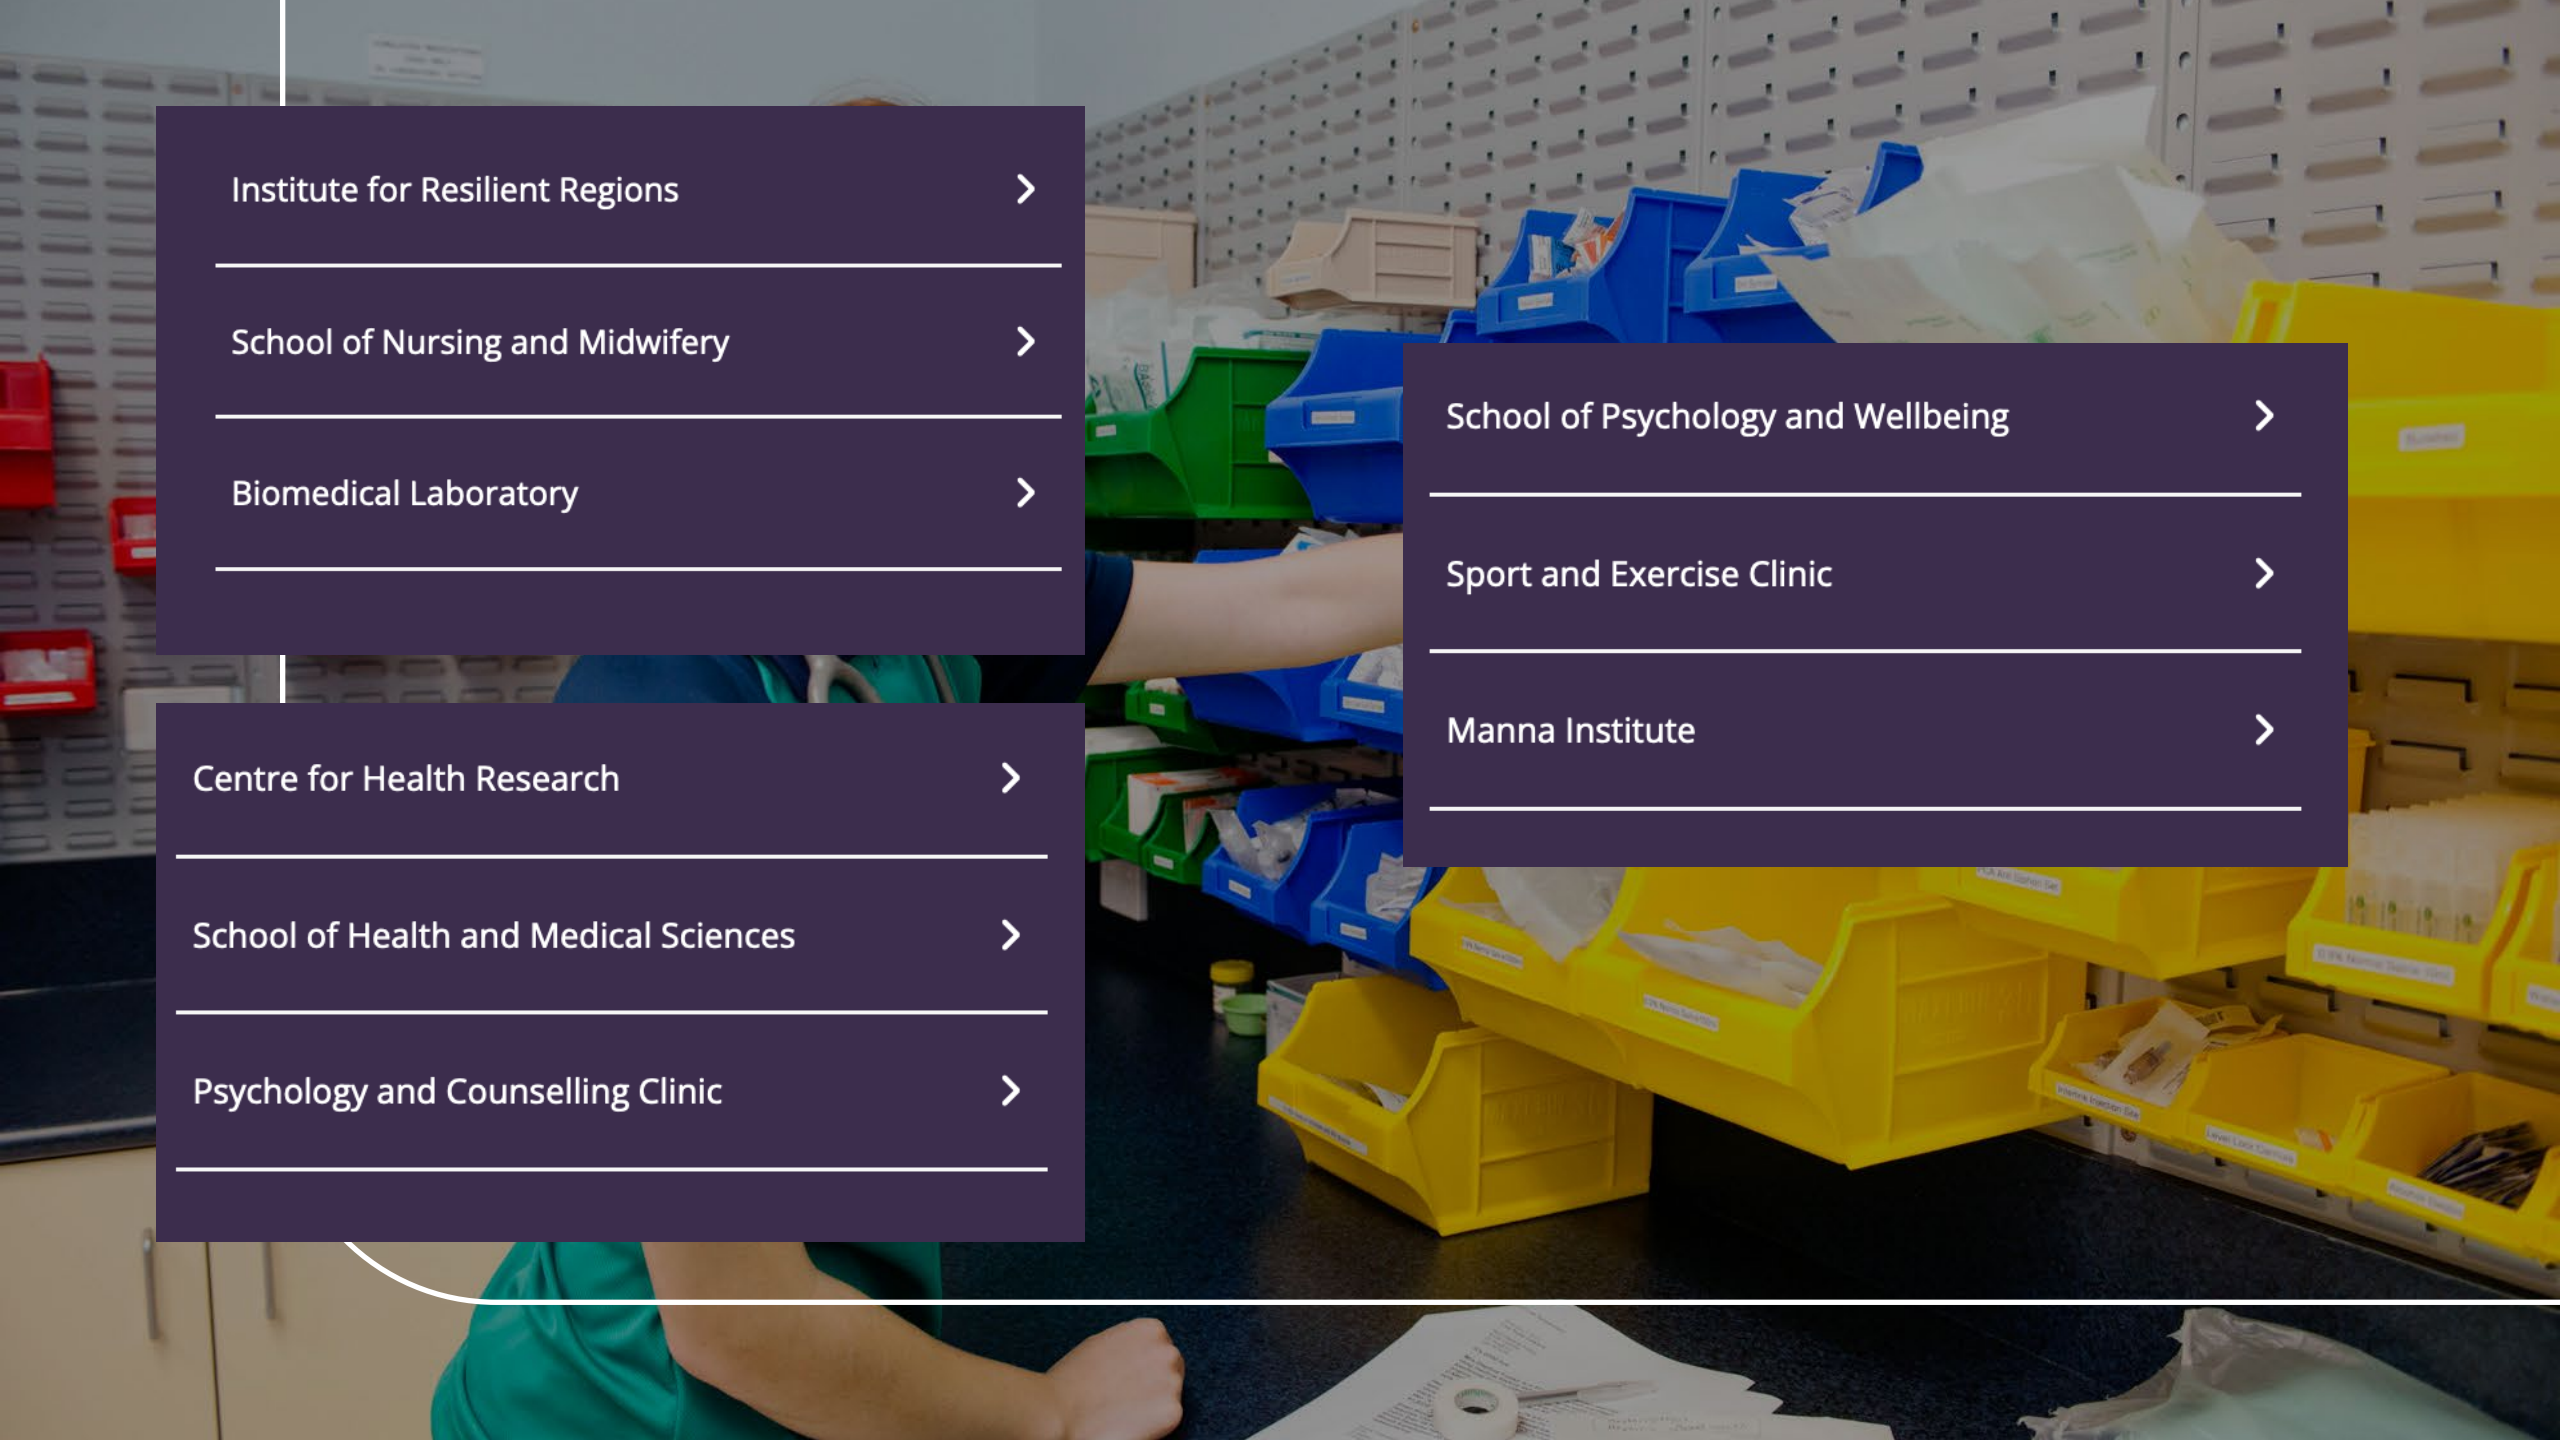 Institute for Resilient Regions
School of Nursing and Midwifery
Biomedical Laboratory
Centre for Health Research
School of Health and Medical Sciences
Psychology and Counselling Clinic
School of Psychology and Wellbeing
Sport and Exercise Clinic
Manna Institute